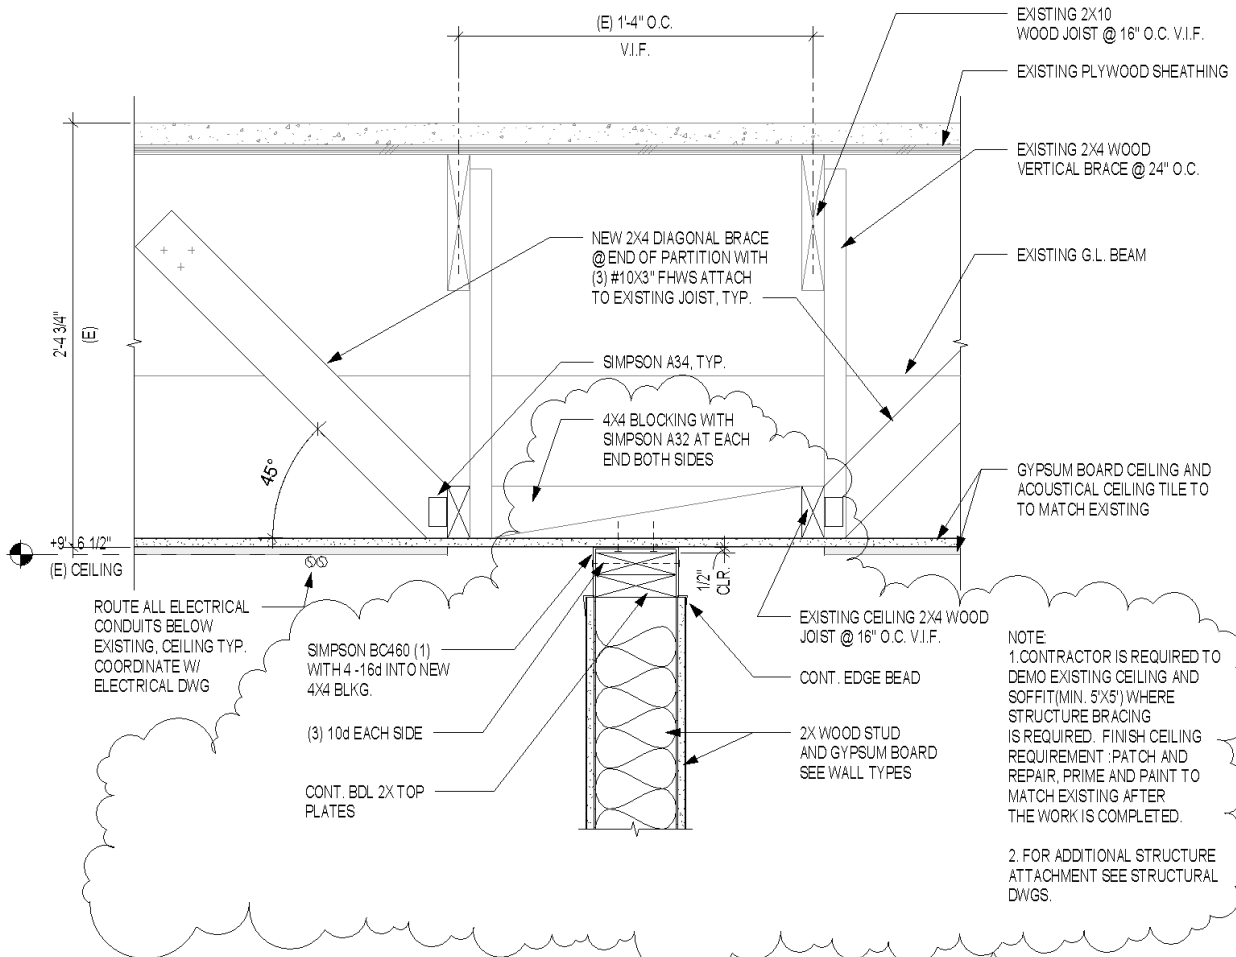 (E) 1'-4" O.C.
V.I.F.
EXISTING 2X10
WOOD JOIST @ 16" O.C. V.I.F.
EXISTING PLYWOOD SHEATHING
EXISTING 2X4 WOOD
VERTICAL BRACE @ 24" O.C.
NEW 2X4 DIAGONAL BRACE
@ END OF PARTITION WITH
(3) #10X3" FHWS ATTACH
TO EXISTING JOIST, TYP.
EXISTING G.L. BEAM
2'-4 3/4"
(E)
SIMPSON A34, TYP.
4X4 BLOCKING WITH
SIMPSON A32 AT EACH
END BOTH SIDES
45°
GYPSUM BOARD CEILING AND
ACOUSTICAL CEILING TILE TO
TO MATCH EXISTING
+9'- 6 1/2"
(E) CEILING
1/2"
CLR.
ROUTE ALL ELECTRICAL
CONDUITS BELOW
EXISTING, CEILING TYP.
COORDINATE W/
ELECTRICAL DWG
SIMPSON BC460 (1)
WITH 4 -16d INTO NEW
4X4 BLKG.
(3) 10d EACH SIDE
CONT. BDL 2X TOP
PLATES
EXISTING CEILING 2X4 WOOD
JOIST @ 16" O.C. V.I.F.
CONT. EDGE BEAD
2X WOOD STUD
AND GYPSUM BOARD
SEE WALL TYPES
NOTE:
1.CONTRACTOR IS REQUIRED TO
DEMO EXISTING CEILING AND
SOFFIT(MIN. 5'X5') WHERE
STRUCTURE BRACING
IS REQUIRED. FINISH CEILING
REQUIREMENT :PATCH AND
REPAIR, PRIME AND PAINT TO
MATCH EXISTING AFTER
THE WORK IS COMPLETED.
2. FOR ADDITIONAL STRUCTURE
ATTACHMENT SEE STRUCTURAL
DWGS.